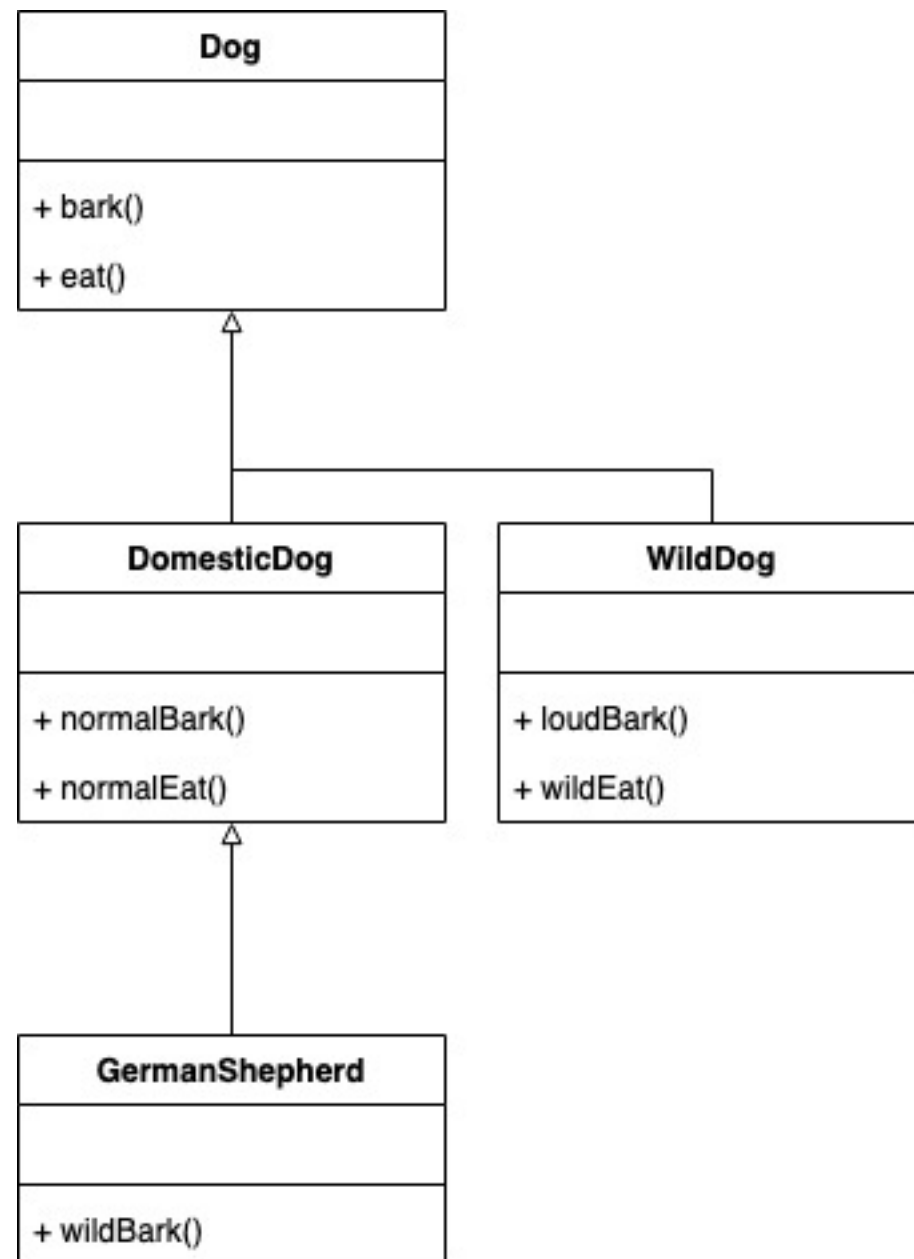 Dog
+ bark()
+ eat()
DomesticDog
+ normalBark()
+ normalEat()
WildDog
+ loudBark()
+ wildEat()
GermanShepherd
+ wildBark()